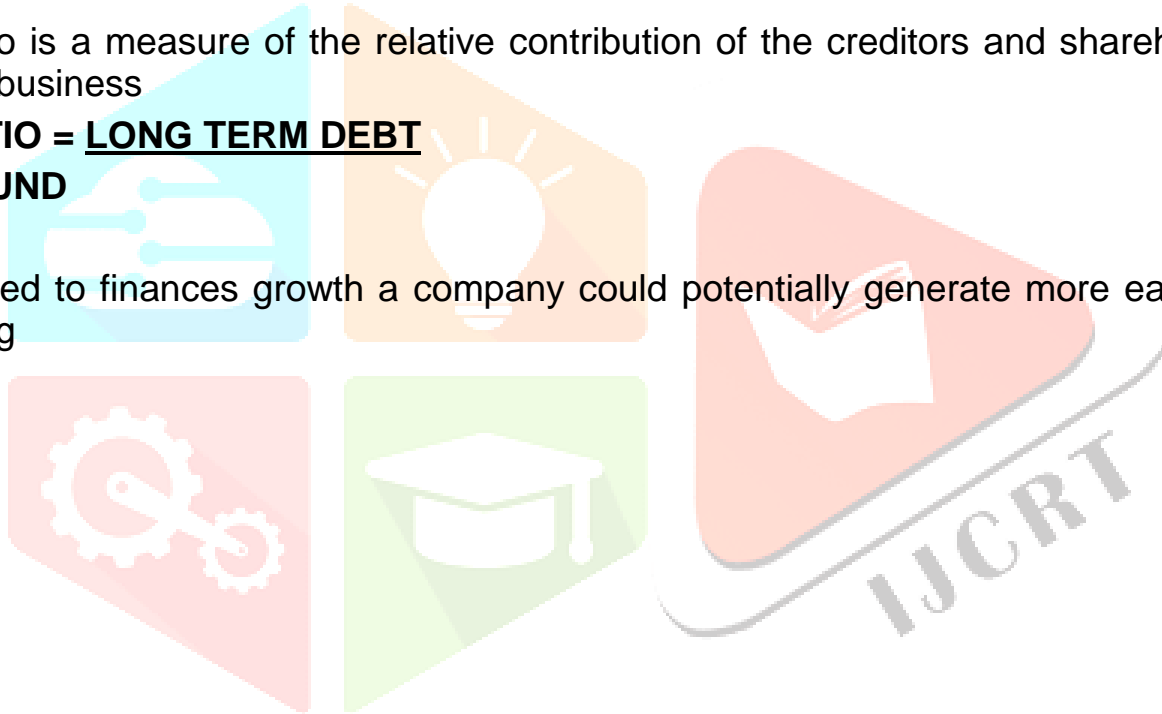 o is a measure of the relative contribution of the creditors and shareh
business
TIO = LONG TERM DEBT
UND
ed to finances growth a company could potentially generate more ea
g
IJCRT